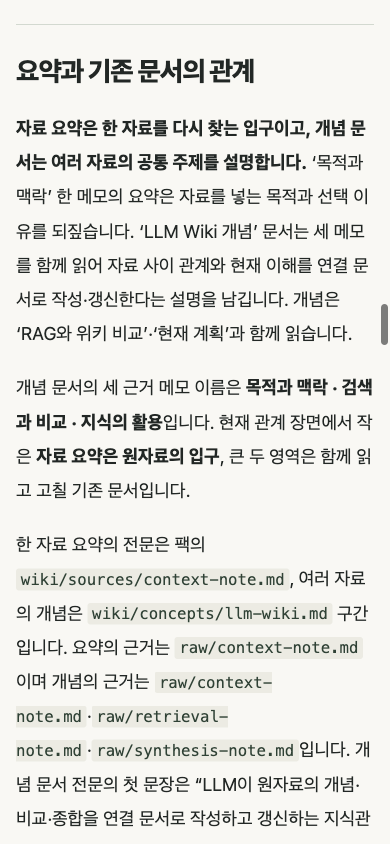 요약과 기존 문서의 관계
자료 요약은 한 자료를 다시 찾는 입구이고, 개념 문
서는 여러 자료의 공통 주제를 설명합니다. ‘목적과
맥락’ 한 메모의 요약은 자료를 넣는 목적과 선택 이
유를 되짚습니다. ‘LLM Wiki 개념’ 문서는 세 메모
를 함께 읽어 자료 사이 관계와 현재 이해를 연결 문
서로 작성·갱신한다는 설명을 남깁니다. 개념은
‘RAG와 위키 비교’·‘현재 계획’과 함께 읽습니다.
개념 문서의 세 근거 메모 이름은 목적과 맥락 · 검색
과 비교 · 지식의 활용입니다. 현재 관계 장면에서 작
은 자료 요약은 원자료의 입구, 큰 두 영역은 함께 읽
고 고칠 기존 문서입니다.
한 자료 요약의 전문은 팩의
wiki/sources/context-note.md, 여러 자료
의 개념은 wiki/concepts/llm-wiki.md 구간
입니다. 요약의 근거는 raw/context-note.md
이며 개념의 근거는 raw/context-
note.md·raw/retrieval-
note.md·raw/synthesis-note.md입니다. 개
념 문서 전문의 첫 문장은 “LLM이 원자료의 개념·
비교·종합을 연결 문서로 작성하고 갱신하는 지식관